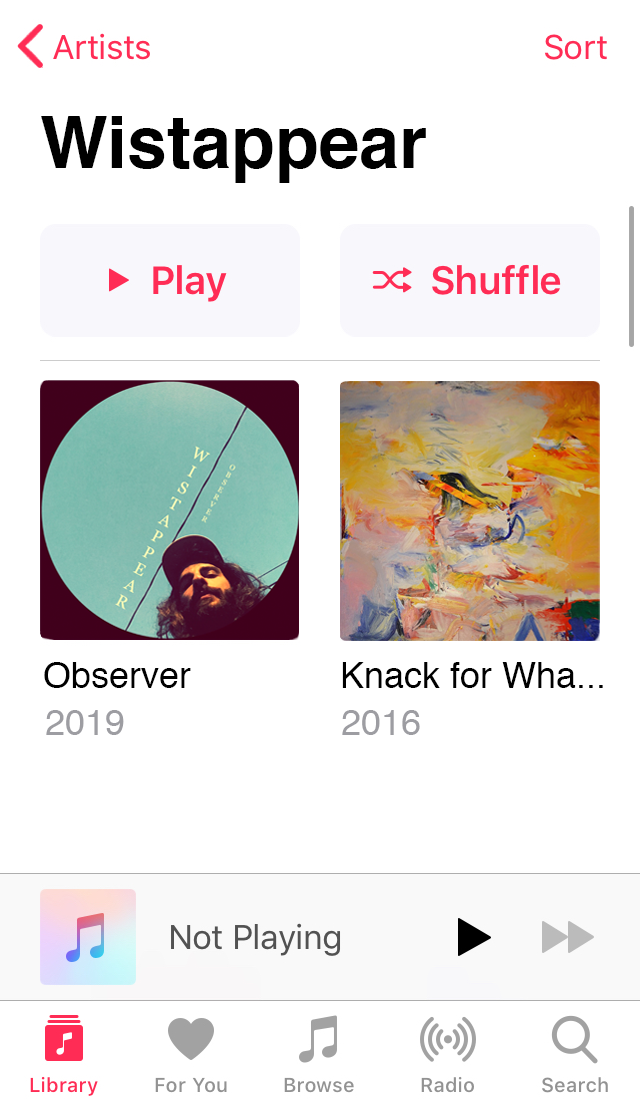 Artists
Sort
Wistappear
Play
Shuffle
WISTAPPEAR
OBSERVER
Observer
2019
Knack for Wha...
2016
Not Playing
Library
For You
Browse
Radio
Search